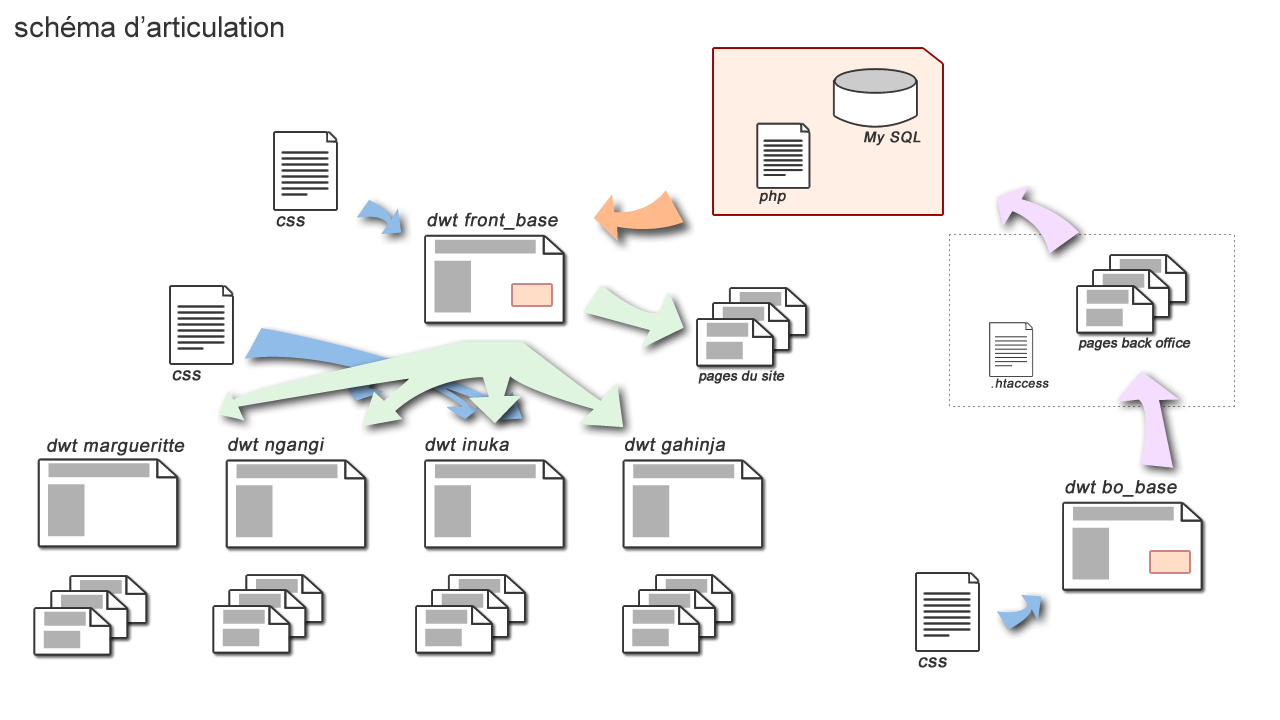 schéma d’articulation
My SQL
php
css
dwt front_base
css
pages du site
pages back office
.htaccess
dwt margueritte
dwt ngangi
dwt inuka
dwt gahinja
dwt bo_base
css